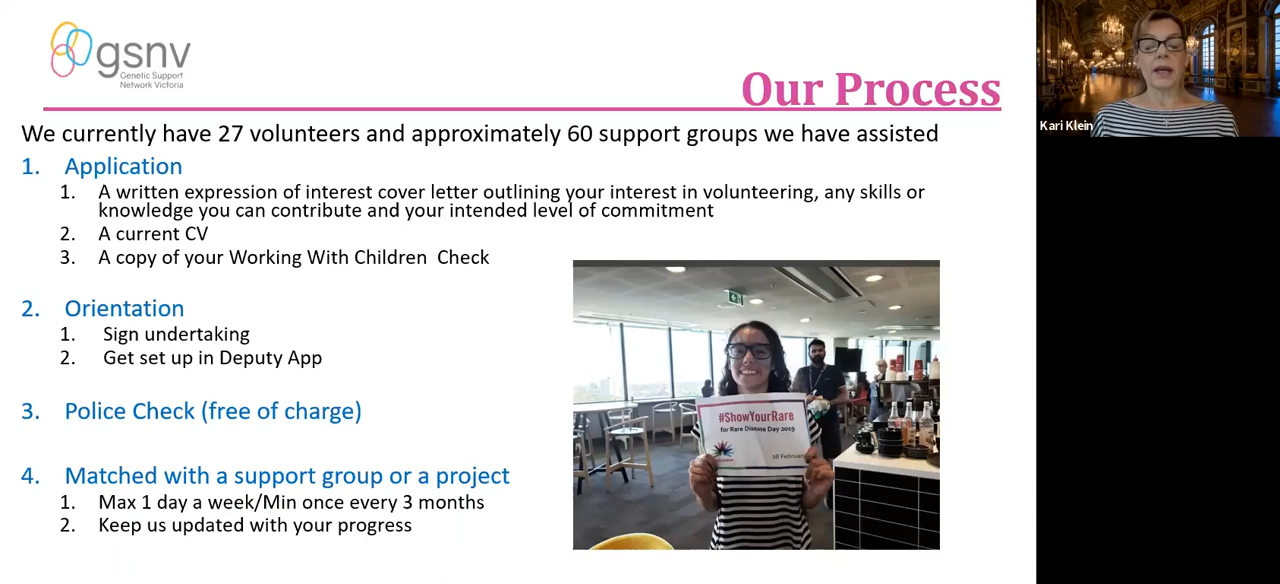 gsnv
Genetic Support
Network Victoria
Our Process
We currently have 27 volunteers and approximately 60 support groups we have assisted
1. Application
1. A written expression of interest cover letter outlining your interest in volunteering, any skills or
knowledge you can contribute and your intended level of commitment
2. A current CV
3. A copy of your Working With Children Check
2. Orientation
1. Sign undertaking
2. Get set up in Deputy App
3. Police Check (free of charge)
4. Matched with a support group or a project
1. Max 1 day a week/Min once every 3 months
2. Keep us updated with your progress
#ShowYourRare
for Rare Disease Day 2019
28 February
Kari Klein